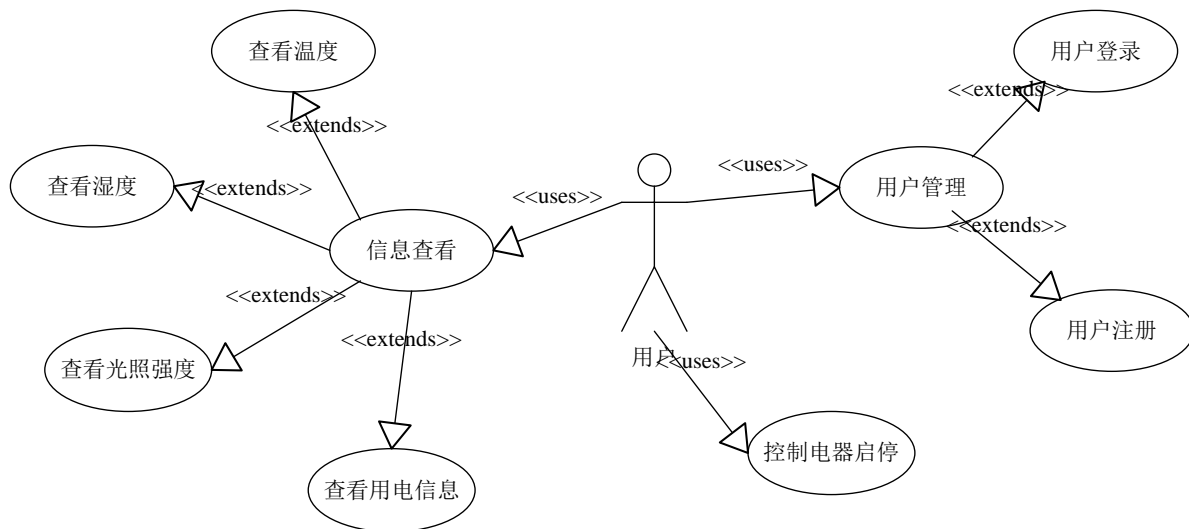 查看温度
用户登录
<<extends>>
<<extends>>
<<uses>>
查看湿度
<<extends>>
<<uses>>
用户管理
信息查看
<<extends>>
<<extends>>
<<extends>>
用户
<<uses>>
用户注册
查看光照强度
控制电器启停
查看用电信息